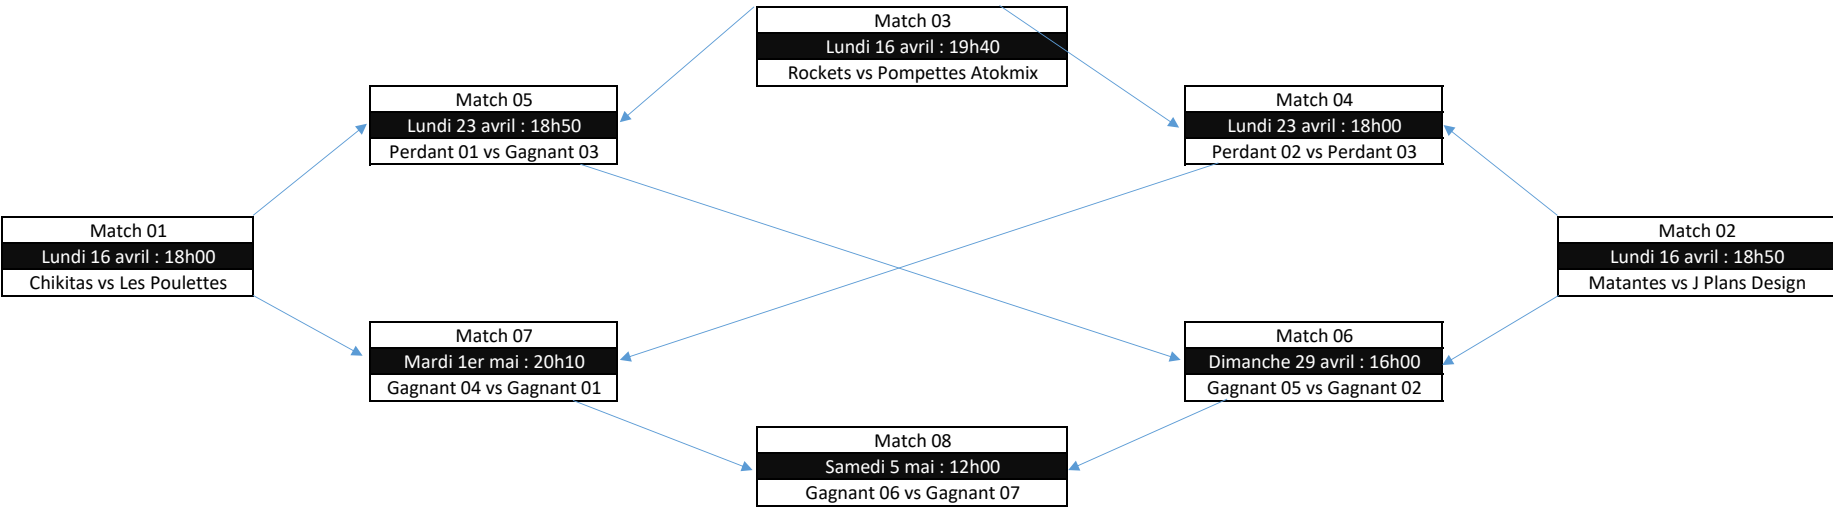 Match 03
Lundi 16 avril : 19h40
Rockets vs Pompettes Atokmix
Match 05
Lundi 23 avril : 18h50
Perdant 01 vs Gagnant 03
Match 04
Lundi 23 avril : 18h00
Perdant 02 vs Perdant 03
Match 01
Lundi 16 avril : 18h00
Chikitas vs Les Poulettes
Match 02
Lundi 16 avril : 18h50
Matantes vs J Plans Design
Match 07
Mardi 1er mai : 20h10
Gagnant 04 vs Gagnant 01
Match 06
Dimanche 29 avril : 16h00
Gagnant 05 vs Gagnant 02
Match 08
Samedi 5 mai : 12h00
Gagnant 06 vs Gagnant 07